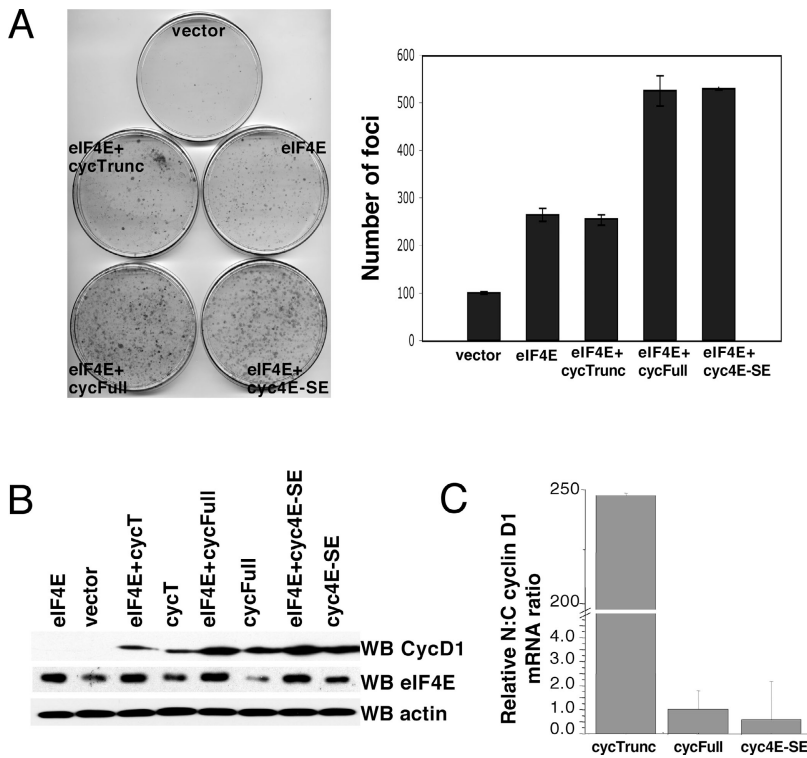 A
vector
eIF4E+
cycTrunc
eIF4E
eIF4E+
cycFull
eIF4E+
cyc4E-SE
Number of foci
600
500
400
300
200
100
0
vector
eIF4E
eIF4E+
cycTrunc
eIF4E+
cycFull
eIF4E+
cyc4E-SE
B
eIF4E
vector
eIF4E+cycT
cycT
eIF4E+cycFull
cycFull
eIF4E+cyc4E-SE
cyc4E-SE
WB CycD1
WB eIF4E
WB actin
C
Relative N:C cyclin D1
mRNA ratio
250
200
4.0
3.0
2.0
1.0
0.0
cycTrunc
cycFull
cyc4E-SE